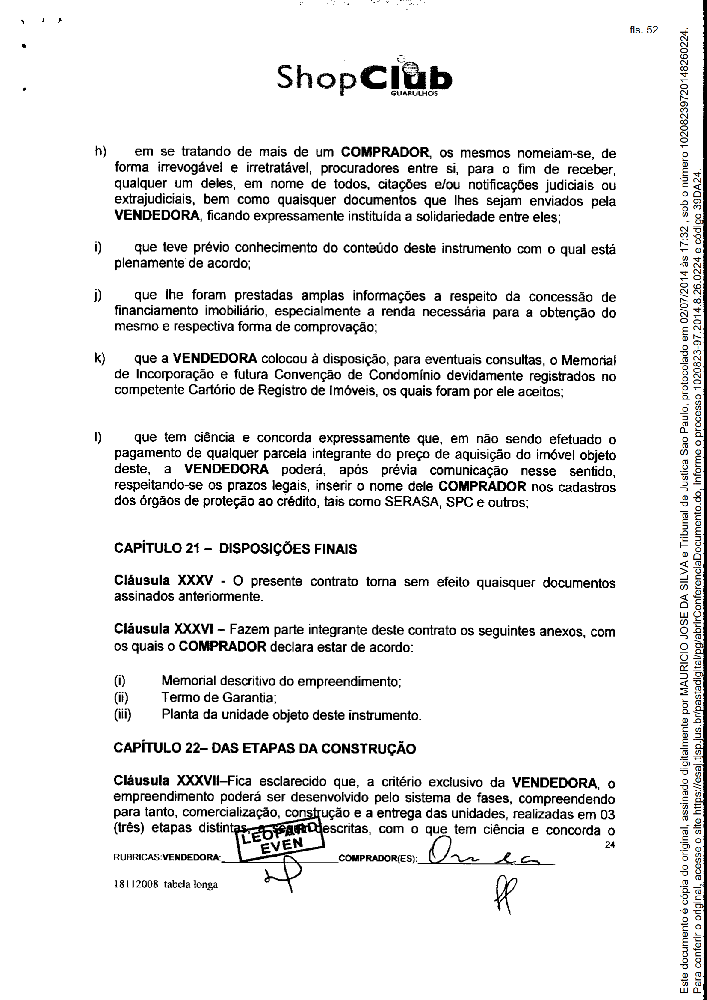 fls. 52
ShopClub
GUARULHOS
h) em se tratando de mais de um COMPRADOR, os mesmos nomeiam-se, de
forma irrevogável e irretratável, procuradores entre si, para o fim de receber,
qualquer um deles, em nome de todos, citações e/ou notificações judiciais ou
extrajudiciais, bem como quaisquer documentos que lhes sejam enviados pela
VENDEDORA, ficando expressamente instituída a solidariedade entre eles;
i) que teve prévio conhecimento do conteúdo deste instrumento com o qual está
plenamente de acordo;
j) que lhe foram prestadas amplas informações a respeito da concessão de
financiamento imobiliário, especialmente a renda necessária para a obtenção do
mesmo e respectiva forma de comprovação;
k) que a VENDEDORA colocou à disposição, para eventuais consultas, o Memorial
de Incorporação e futura Convenção de Condomínio devidamente registrados no
competente Cartório de Registro de Imóveis, os quais foram por ele aceitos;
l) que tem ciência e concorda expressamente que, em não sendo efetuado o
pagamento de qualquer parcela integrante do preço de aquisição do imóvel objeto
deste, a VENDEDORA poderá, após prévia comunicação nesse sentido,
respeitando-se os prazos legais, inserir o nome dele COMPRADOR nos cadastros
dos órgãos de proteção ao crédito, tais como SERASA, SPC e outros;
CAPÍTULO 21 – DISPOSIÇÕES FINAIS
Cláusula XXXV - O presente contrato torna sem efeito quaisquer documentos
assinados anteriormente.
Cláusula XXXVI – Fazem parte integrante deste contrato os seguintes anexos, com
os quais o COMPRADOR declara estar de acordo:
(i) Memorial descritivo do empreendimento;
(ii) Termo de Garantia;
(iii) Planta da unidade objeto deste instrumento.
CAPÍTULO 22– DAS ETAPAS DA CONSTRUÇÃO
Cláusula XXXVII–Fica esclarecido que, a critério exclusivo da VENDEDORA, o
empreendimento poderá ser desenvolvido pelo sistema de fases, compreendendo
para tanto, comercialização, construção e a entrega das unidades, realizadas em 03
(três) etapas distintas, a seguir descritas, com o que tem ciência e concorda o
LEOPARD
EVEN
24
RUBRICAS:VENDEDORA: COMPRADOR(ES):
18112008 tabela longa
Este documento é cópia do original, assinado digitalmente por MAURICIO JOSE DA SILVA e Tribunal de Justica Sao Paulo, protocolado em 02/07/2014 às 17:32 , sob o número 10208239720148260224.
Para conferir o original, acesse o site https://esaj.tjsp.jus.br/pastadigital/pg/abrirConferenciaDocumento.do, informe o processo 1020823-97.2014.8.26.0224 e código 39DA24.